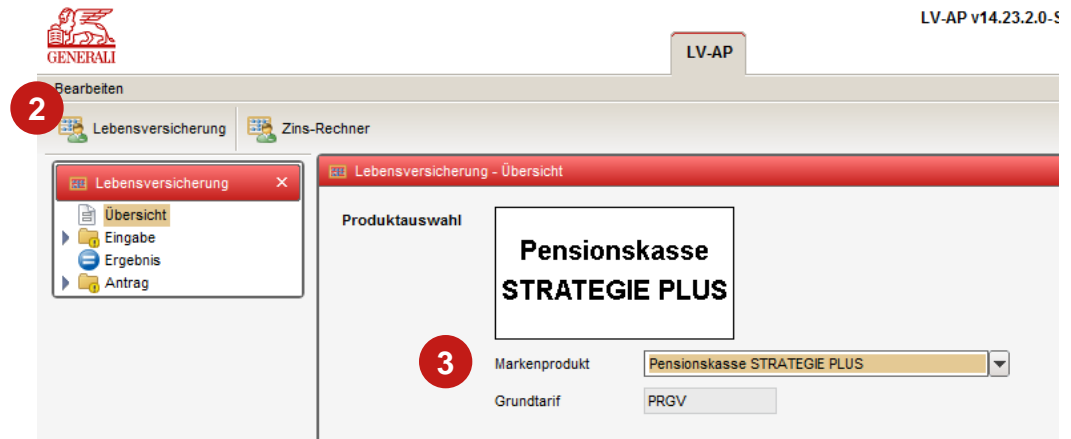 LV-AP v14.23.2.0-S
GENERALI
LV-AP
Bearbeiten
2
Lebensversicherung Zins-Rechner
Lebensversicherung
Lebensversicherung - Übersicht
Übersicht
Eingabe
Ergebnis
Antrag
Produktauswahl
Pensionskasse
STRATEGIE PLUS
3
Markenprodukt Pensionskasse STRATEGIE PLUS
Grundtarif PRGV